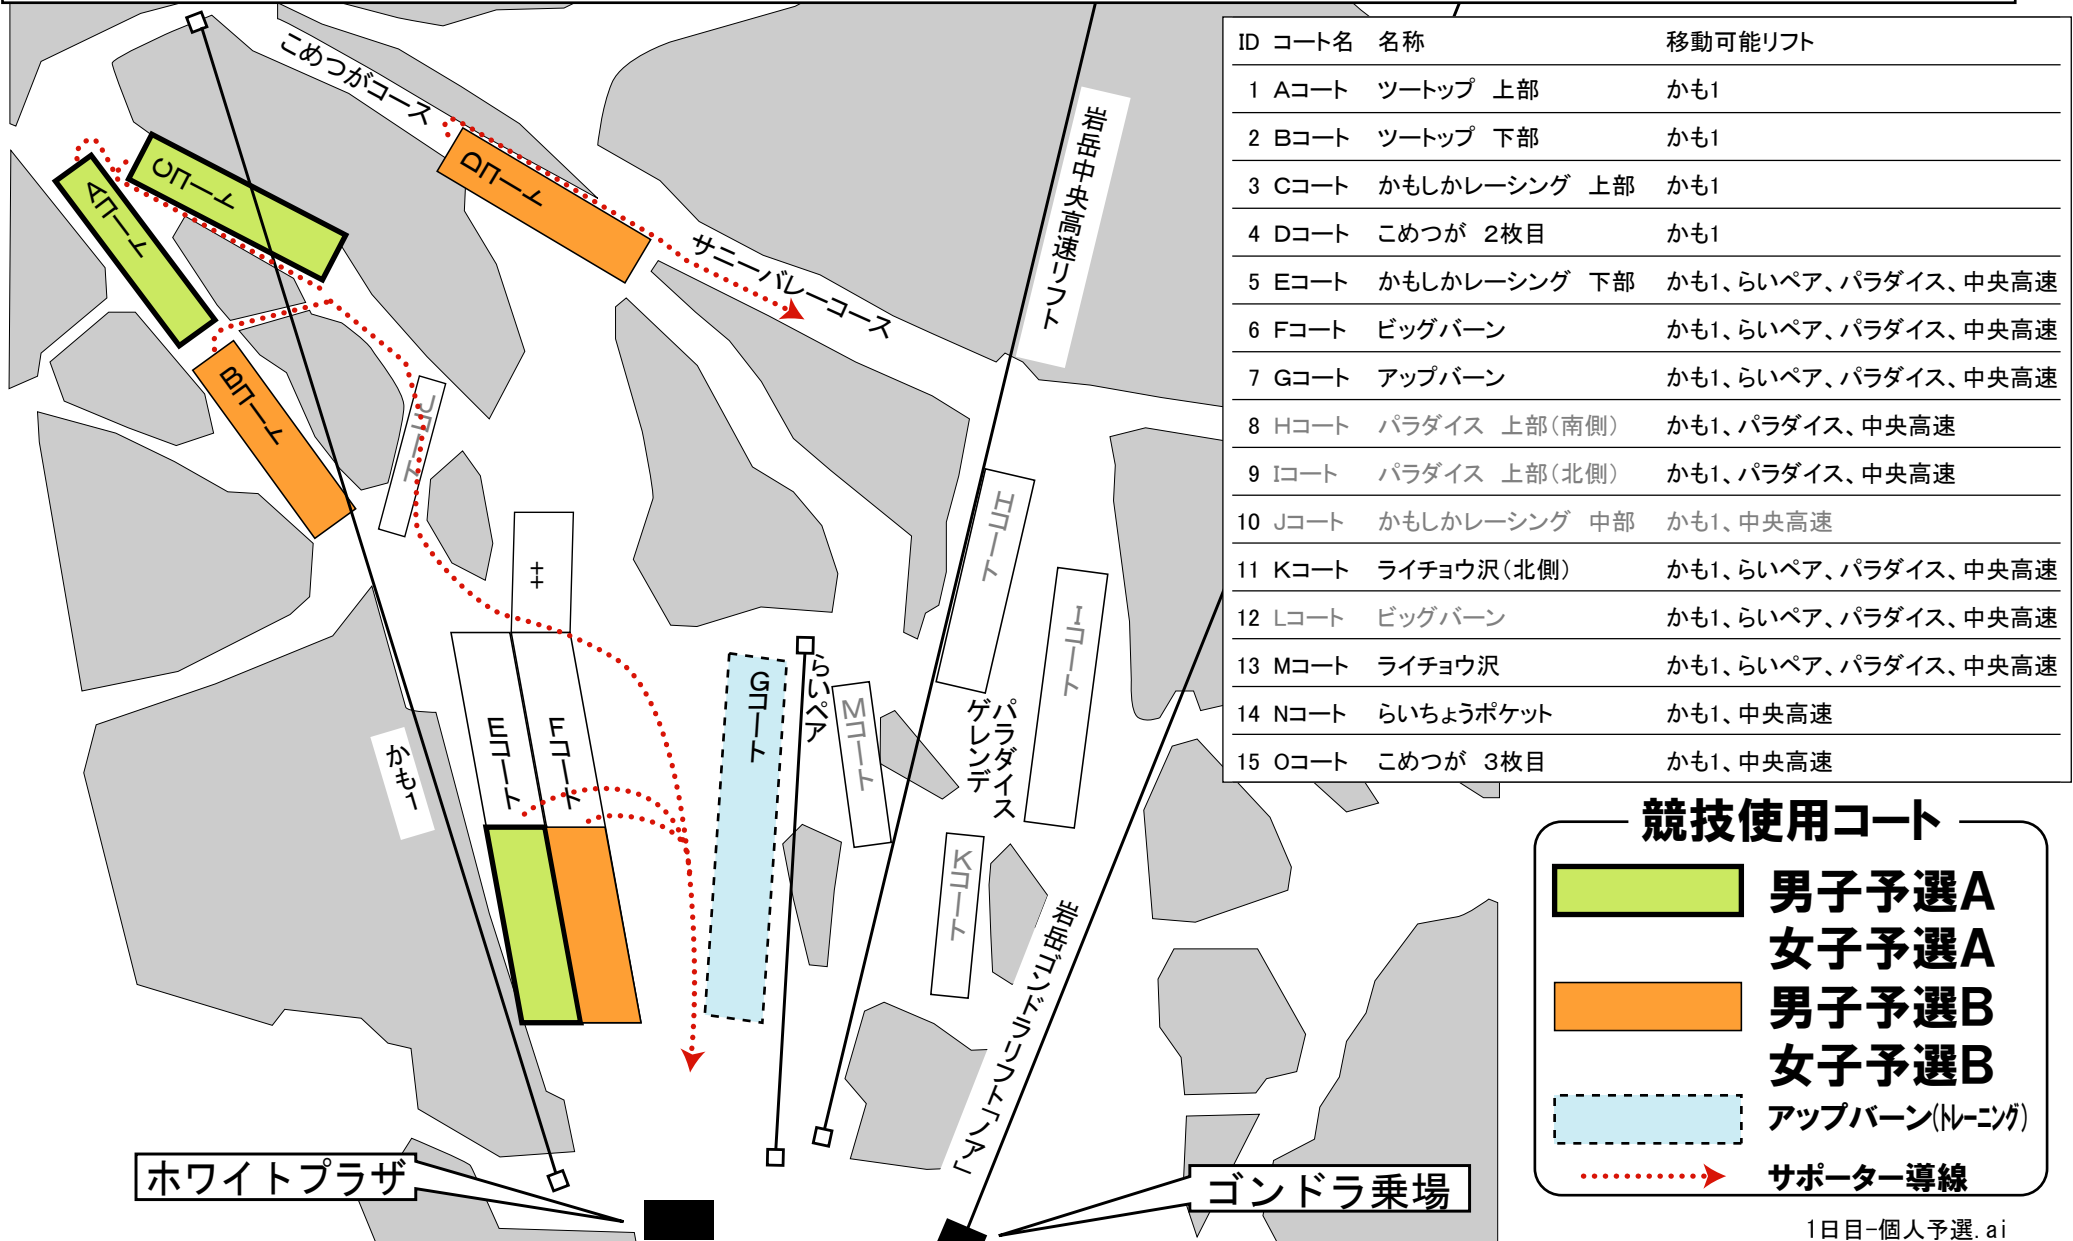 こめつがコース
Cコート
Aコート
Dコート
サニーバレーコース
岩岳中央高速リフト
Bコート
Jコート
‡
Hコート
Iコート
Eコート
Fコート
Gコート
らいペア
Mコート
パラダイス
ゲレンデ
かも1
Kコート
岩岳ゴンドラリフト「ノア」
ホワイトプラザ
ゴンドラ乗場
ID コート名 名称 移動可能リフト
1 Aコート ツートップ 上部 かも1
2 Bコート ツートップ 下部 かも1
3 Cコート かもしかレーシング 上部 かも1
4 Dコート こめつが 2枚目 かも1
5 Eコート かもしかレーシング 下部 かも1、らいペア、パラダイス、中央高速
6 Fコート ビッグバーン かも1、らいペア、パラダイス、中央高速
7 Gコート アップバーン かも1、らいペア、パラダイス、中央高速
8 Hコート パラダイス 上部(南側) かも1、パラダイス、中央高速
9 Iコート パラダイス 上部(北側) かも1、パラダイス、中央高速
10 Jコート かもしかレーシング 中部 かも1、中央高速
11 Kコート ライチョウ沢(北側) かも1、らいペア、パラダイス、中央高速
12 Lコート ビッグバーン かも1、らいペア、パラダイス、中央高速
13 Mコート ライチョウ沢 かも1、らいペア、パラダイス、中央高速
14 Nコート らいちょうポケット かも1、中央高速
15 Oコート こめつが 3枚目 かも1、中央高速
競技使用コート
男子予選A
女子予選A
男子予選B
女子予選B
アップバーン(トレーニング)
サポーター導線
1日目-個人予選.ai